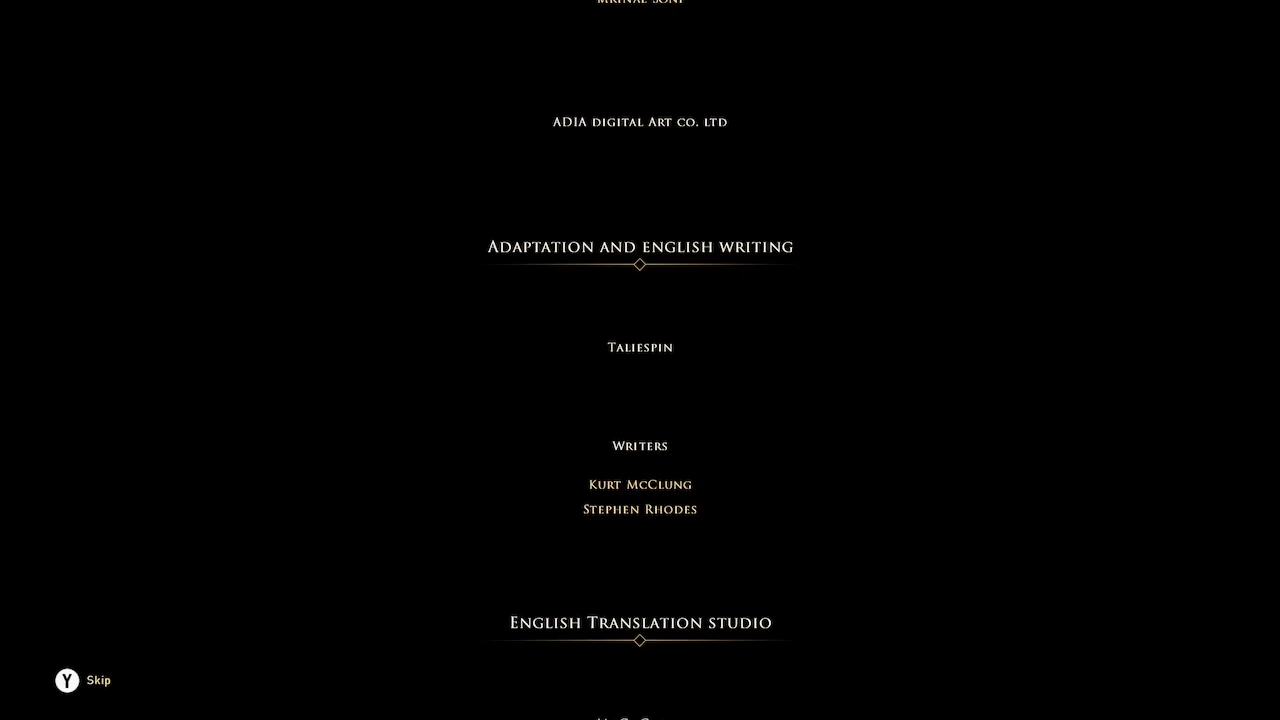 ADIA digital Art co. ltd
Adaptation and english writing
Taliespin
Writers
Kurt McClung
Stephen Rhodes
English Translation studio
Y Skip